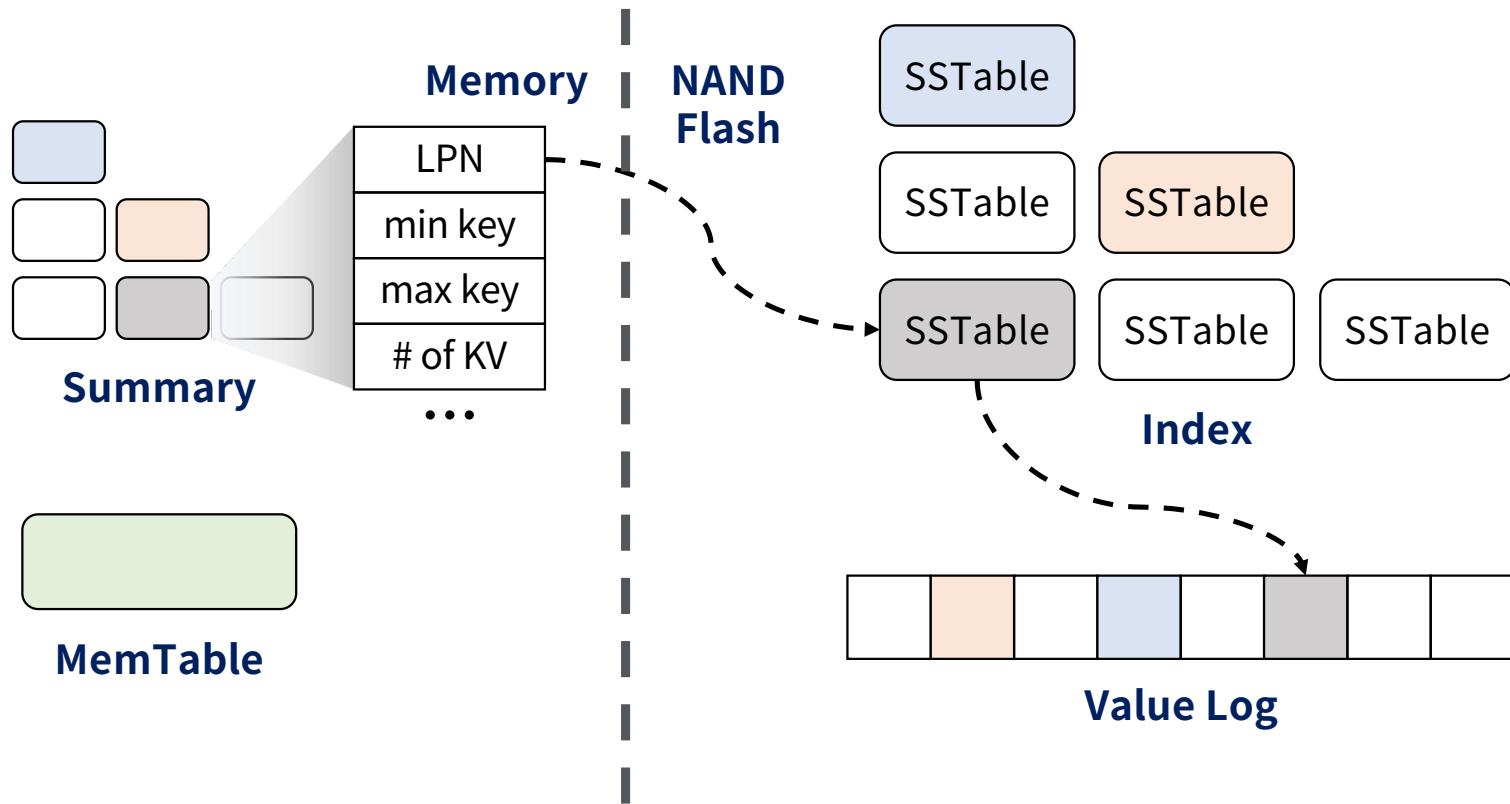 Memory
NAND
Flash
LPN
min key
max key
# of KV
...
Summary
MemTable
SSTable
SSTable
SSTable
SSTable
SSTable
SSTable
Index
Value Log